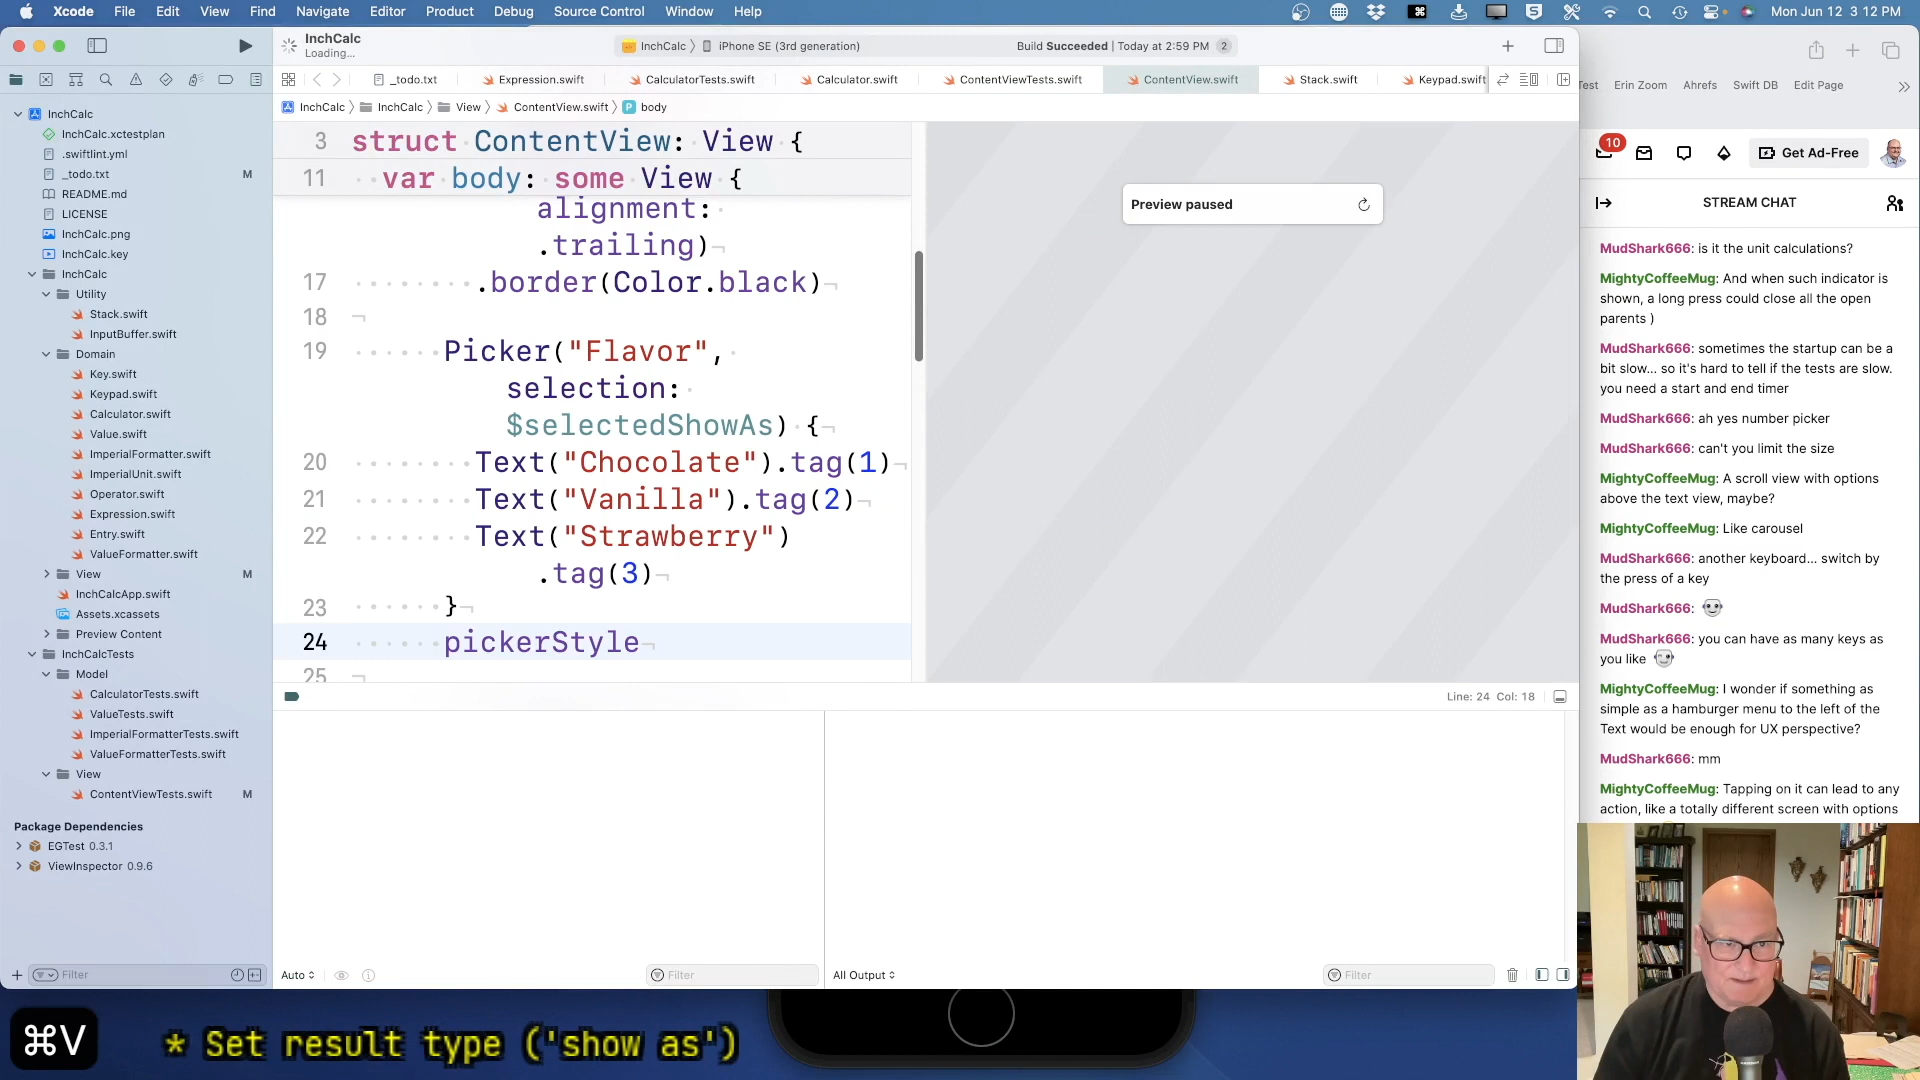 Xcode File Edit View Find Navigate Editor Product Debug Source Control Window Help
Mon Jun 12 3 12 PM
InchCalc
Loading...
InchCalc
iPhone SE (3rd generation)
Build Succeeded | Today at 2:59 PM 2
_todo.txt
Expression.swift
CalculatorTests.swift
Calculator.swift
ContentViewTests.swift
ContentView.swift
Stack.swift
Keypad.swift
InchCalc
InchCalc
View
ContentView.swift
body
InchCalc
InchCalc.xctestplan
.swiftlint.yml
_todo.txt M
README.md
LICENSE
InchCalc.png
InchCalc.key
InchCalc
Utility
Stack.swift
InputBuffer.swift
Domain
Key.swift
Keypad.swift
Calculator.swift
Value.swift
ImperialFormatter.swift
ImperialUnit.swift
Operator.swift
Expression.swift
Entry.swift
ValueFormatter.swift
View M
InchCalcApp.swift
Assets.xcassets
Preview Content
InchCalcTests
Model
CalculatorTests.swift
ValueTests.swift
ImperialFormatterTests.swift
ValueFormatterTests.swift
View
ContentViewTests.swift M
Package Dependencies
EGTest 0.3.1
ViewInspector 0.9.6
Filter
3 struct ContentView: View {
11 var body: some View {
alignment:
.trailing)
17 .border(Color.black)
18
19 Picker("Flavor",
selection:
$selectedShowAs) {
20 Text("Chocolate").tag(1)
21 Text("Vanilla").tag(2)
22 Text("Strawberry")
.tag(3)
23 }
24 pickerStyle
25
Preview paused
Line: 24 Col: 18
Auto
Filter
All Output
Filter
Test
Erin Zoom
Ahrefs
Swift DB
Edit Page
10
Get Ad-Free
STREAM CHAT
MudShark666: is it the unit calculations?
MightyCoffeeMug: And when such indicator is
shown, a long press could close all the open
parents )
MudShark666: sometimes the startup can be a
bit slow... so it's hard to tell if the tests are slow.
you need a start and end timer
MudShark666: ah yes number picker
MudShark666: can't you limit the size
MightyCoffeeMug: A scroll view with options
above the text view, maybe?
MightyCoffeeMug: Like carousel
MudShark666: another keyboard... switch by
the press of a key
MudShark666:
MudShark666: you can have as many keys as
you like
MightyCoffeeMug: I wonder if something as
simple as a hamburger menu to the left of the
Text would be enough for UX perspective?
MudShark666: mm
MightyCoffeeMug: Tapping on it can lead to any
action, like a totally different screen with options
⌘V
* Set result type ('show as')